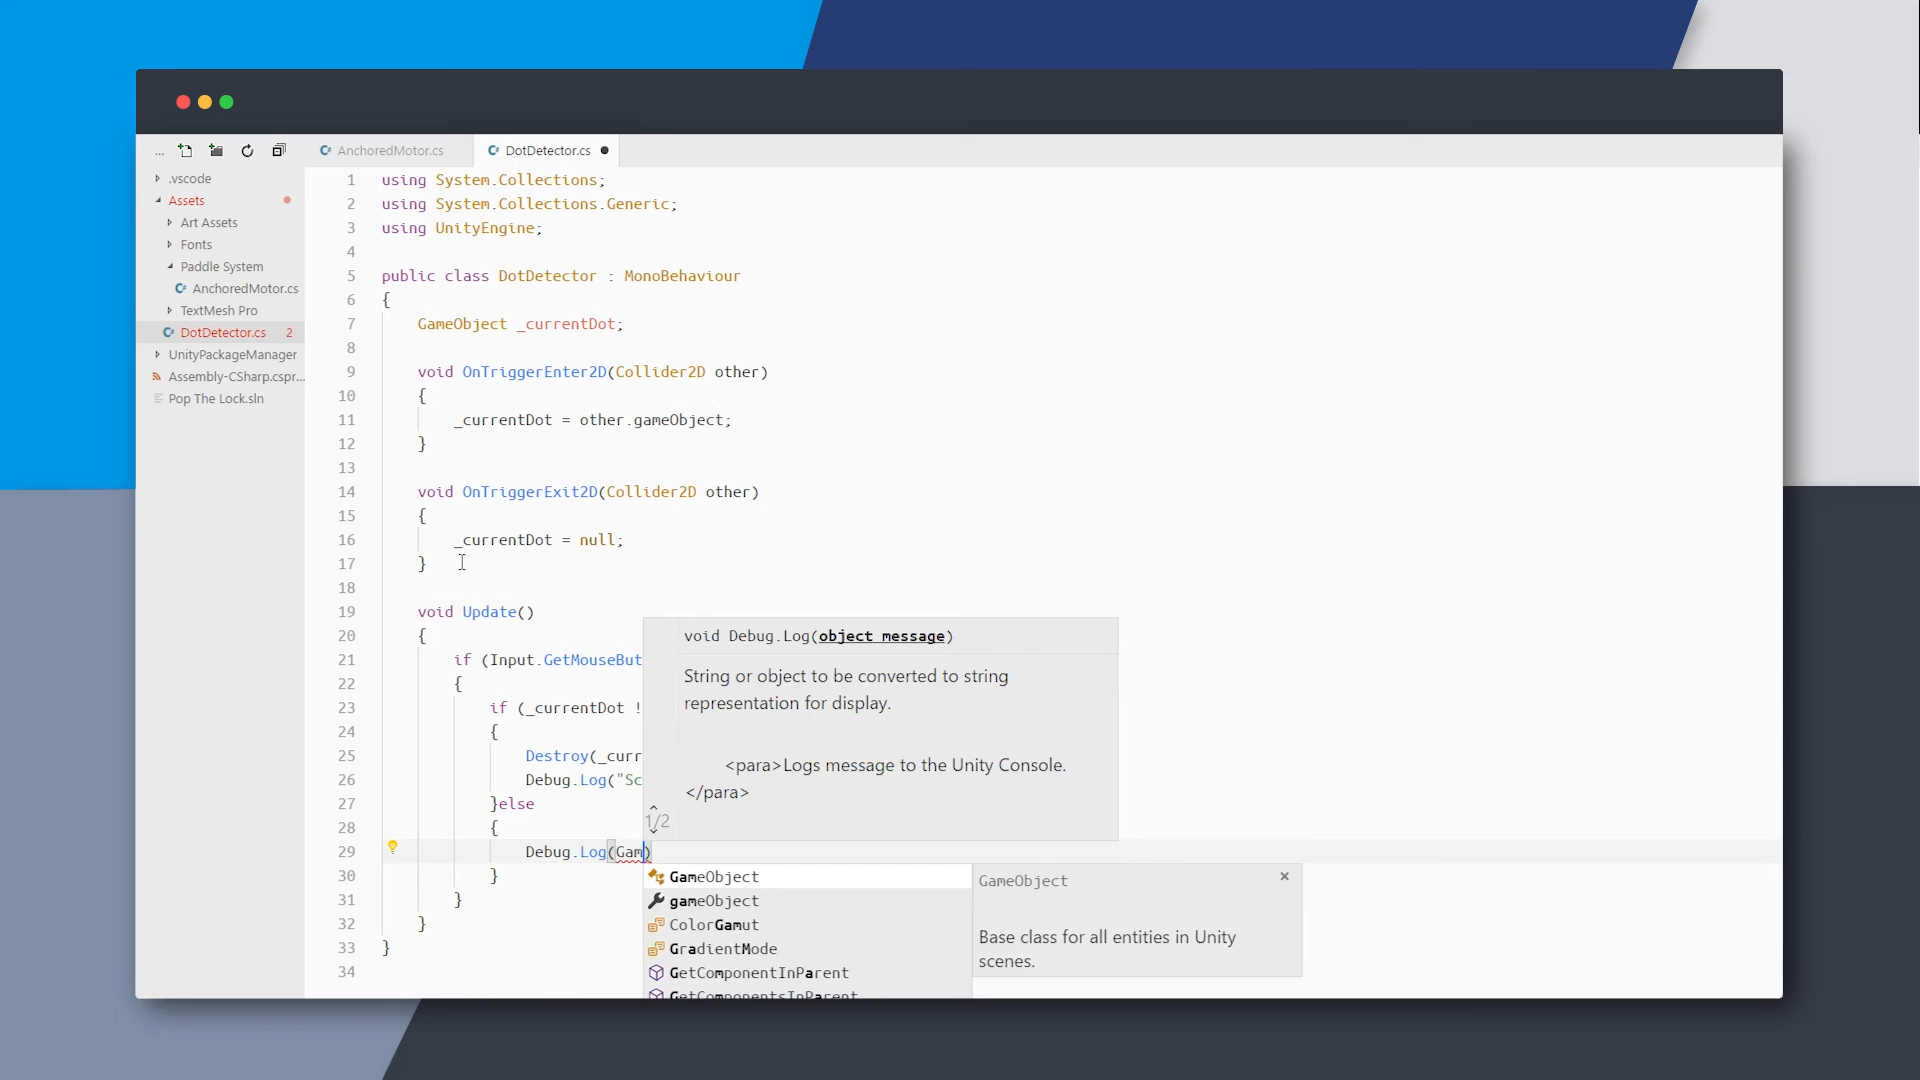 ... AnchoredMotor.cs DotDetector.cs
.vscode
Assets
Art Assets
Fonts
Paddle System
AnchoredMotor.cs
TextMesh Pro
DotDetector.cs 2
UnityPackageManager
Assembly-CSharp.cspr...
Pop The Lock.sln
1 using System.Collections;
2 using System.Collections.Generic;
3 using UnityEngine;
4
5 public class DotDetector : MonoBehaviour
6 {
7 GameObject _currentDot;
8
9 void OnTriggerEnter2D(Collider2D other)
10 {
11 _currentDot = other.gameObject;
12 }
13
14 void OnTriggerExit2D(Collider2D other)
15 {
16 _currentDot = null;
17 }
18
19 void Update()
20 {
21 if (Input.GetMouseBut
22 {
23 if (_currentDot !
24 {
25 Destroy(_curr
26 Debug.Log("Sc
27 }else
28 {
29 Debug.Log(Gam)
30 }
31 }
32 }
33 }
34
void Debug.Log(object message)
String or object to be converted to string
representation for display.
<para>Logs message to the Unity Console.
</para>
1/2
GameObject
gameObject
ColorGamut
GradientMode
GetComponentInParent
GetComponentsInParent
GameObject
Base class for all entities in Unity
scenes.